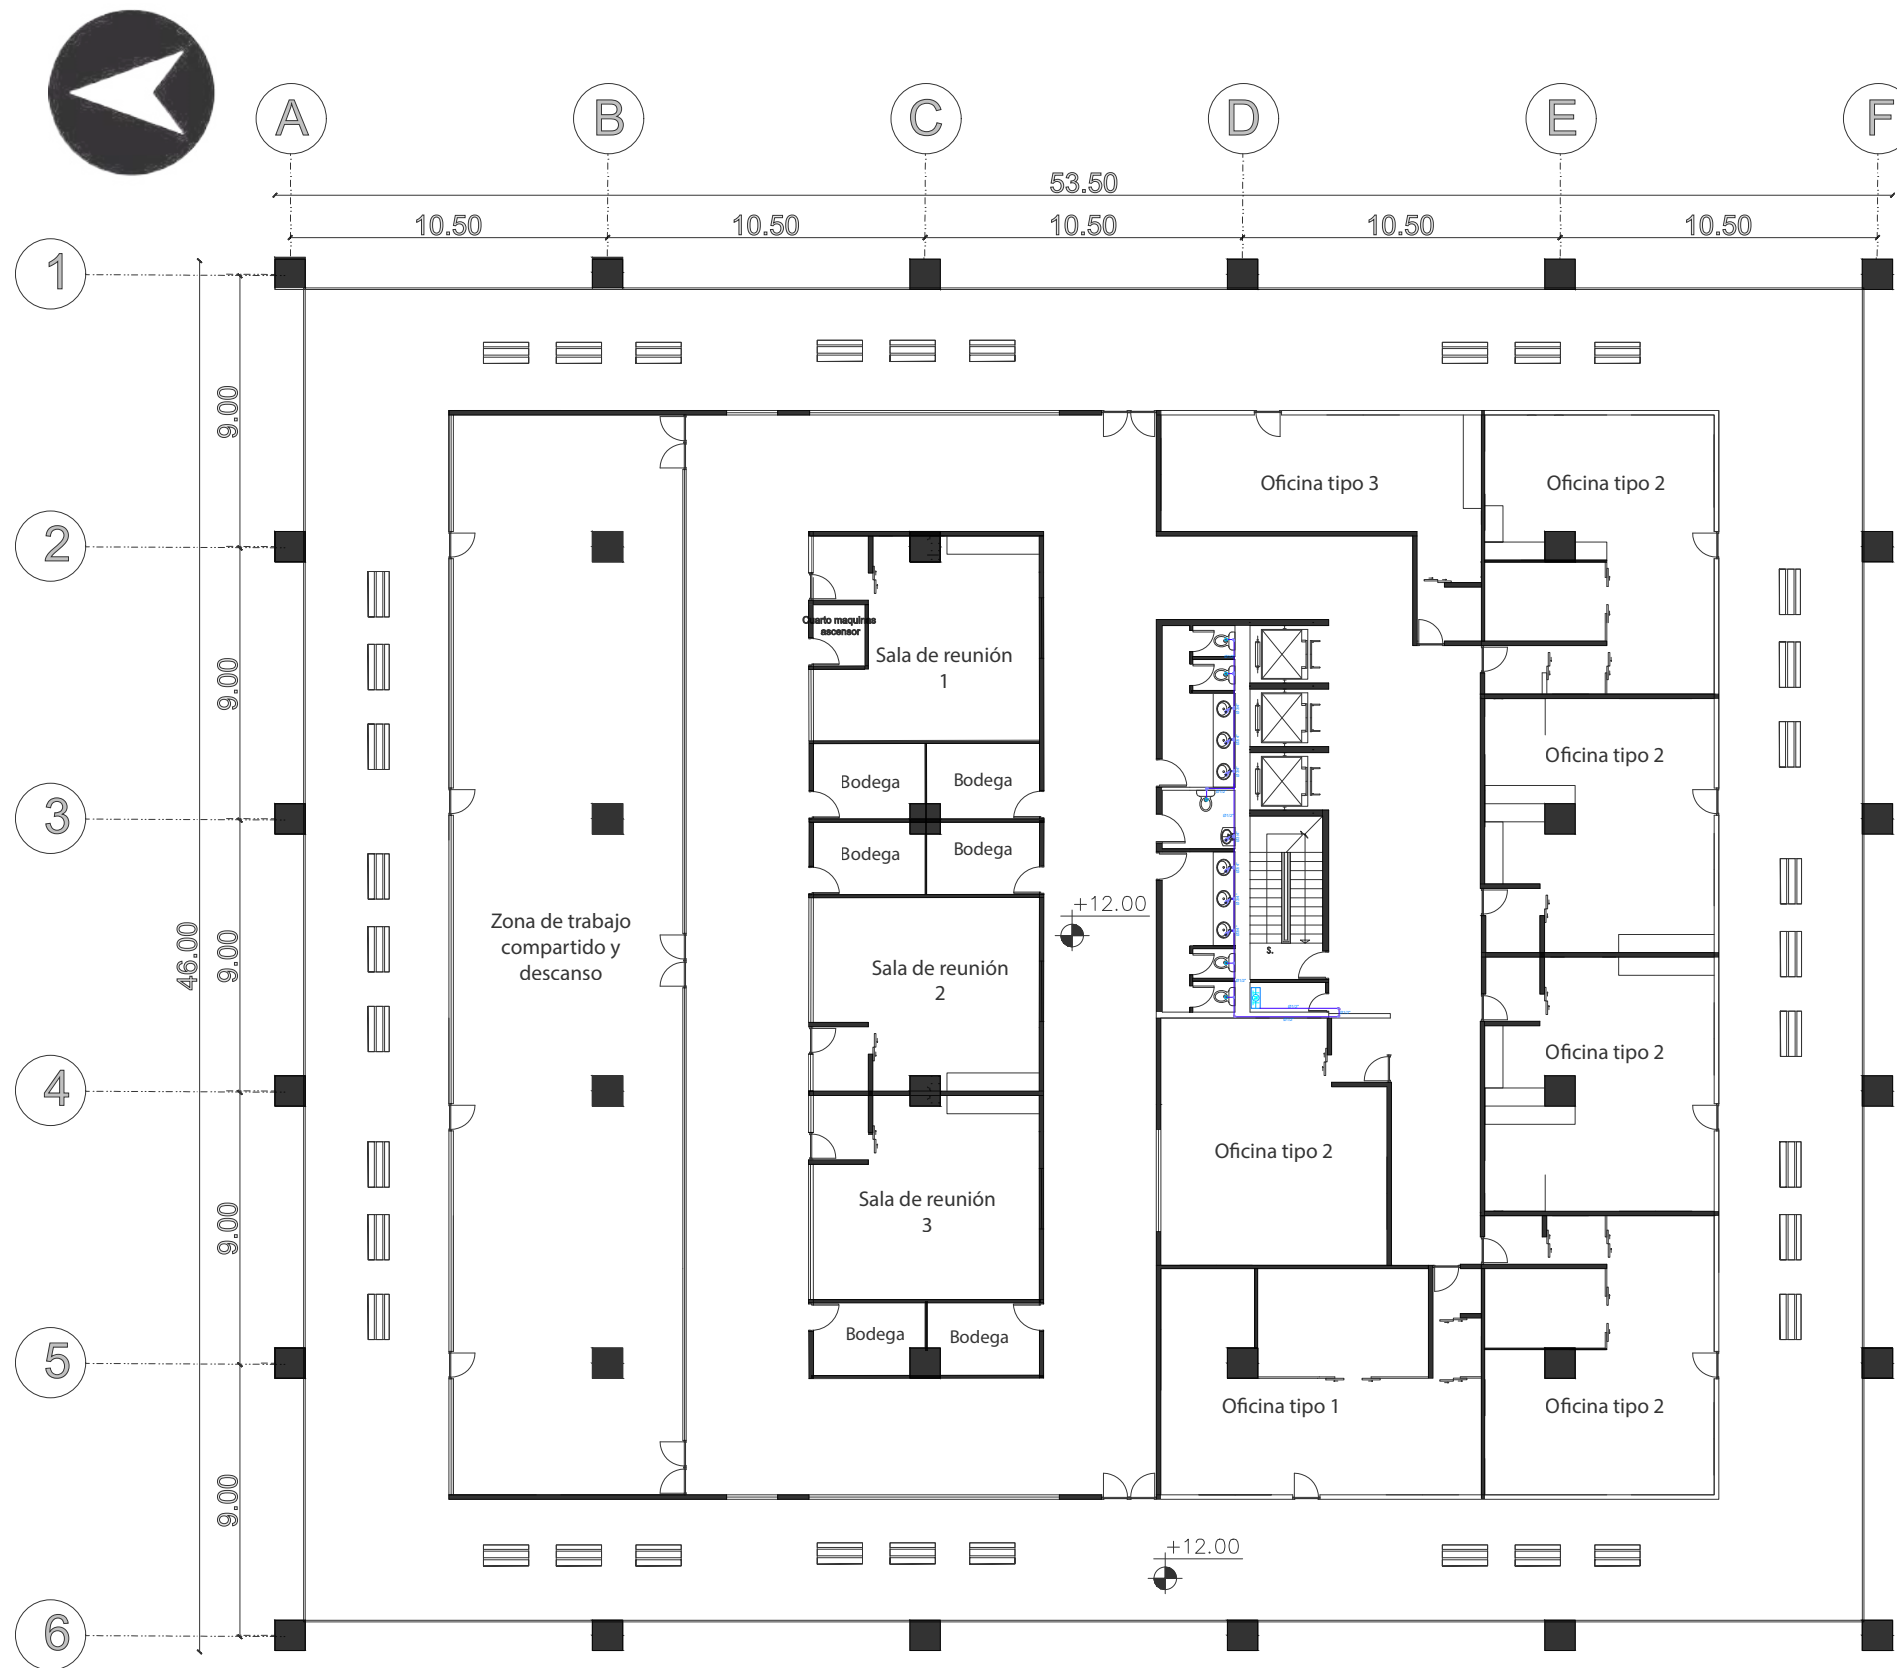 A
B
C
D
E
F
53.50
10.50
10.50
10.50
10.50
10.50
1
2
3
4
5
6
9.00
9.00
9.00
9.00
9.00
46.00
Oficina tipo 3
Oficina tipo 2
Cuarto maquinas
ascensor
Sala de reunión
1
Oficina tipo 2
Bodega
Bodega
Bodega
Bodega
+12.00
Zona de trabajo
compartido y
descanso
Sala de reunión
2
S.
Oficina tipo 2
Oficina tipo 2
Sala de reunión
3
Bodega
Bodega
Oficina tipo 1
Oficina tipo 2
+12.00